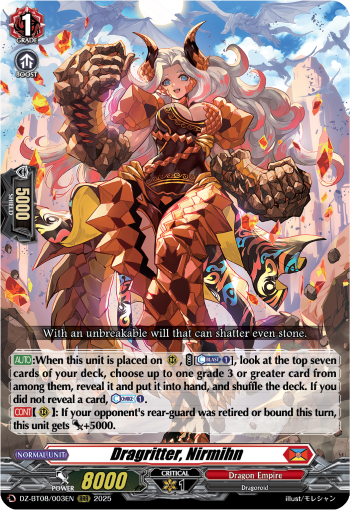 1
GRADE
BOOST
SHIELD
5000
With an unbreakable will that can shatter even stone.
AUTO:When this unit is placed on (R), COST [SOUL BLAST 1], look at the top seven
cards of your deck, choose up to one grade 3 or greater card from
among them, reveal it and put it into hand, and shuffle the deck. If you
did not reveal a card,
CONT: If your opponent's rear-guard was retired or bound this turn,
this unit gets +5000.
NORMAL UNIT
Dragritter, Nirmihn
POWER
8000
CRITICAL
1
Dragon Empire
Dragoroid
DZ-BT08/003EN
2025
illust/モレシャン